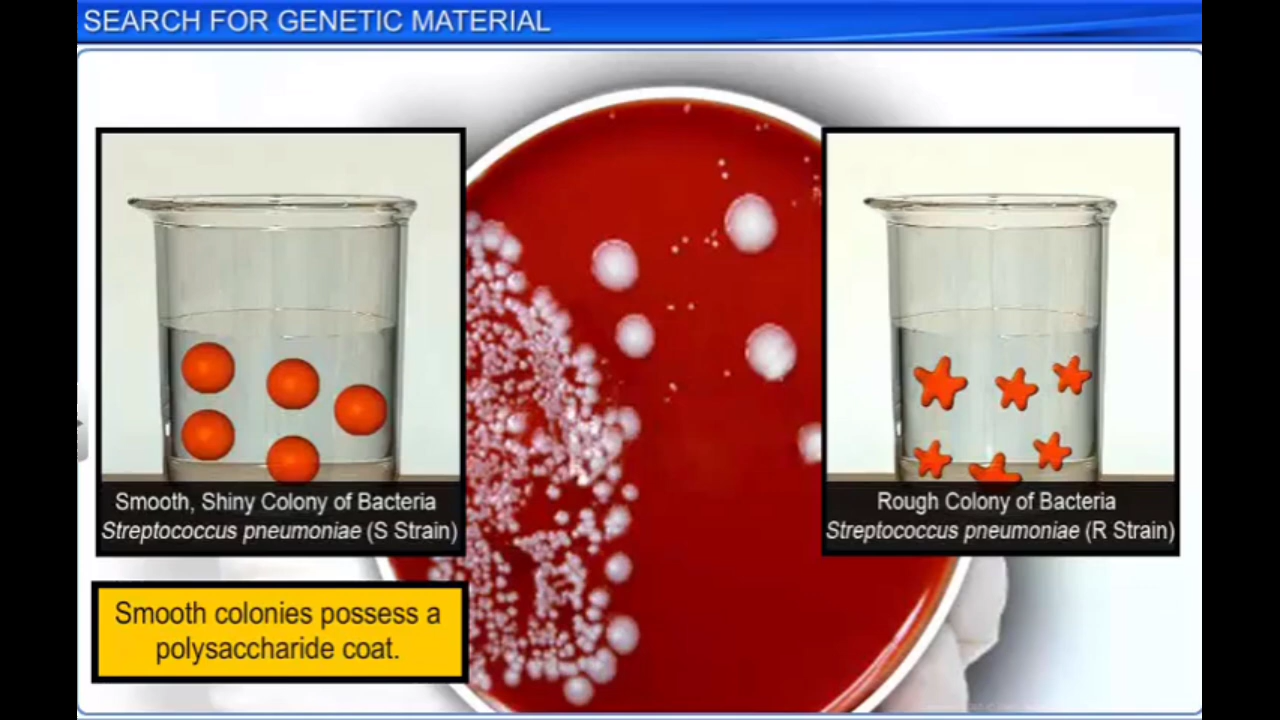 SEARCH FOR GENETIC MATERIAL
Smooth, Shiny Colony of Bacteria
Streptococcus pneumoniae (S Strain)
Rough Colony of Bacteria
Streptococcus pneumoniae (R Strain)
Smooth colonies possess a
polysaccharide coat.